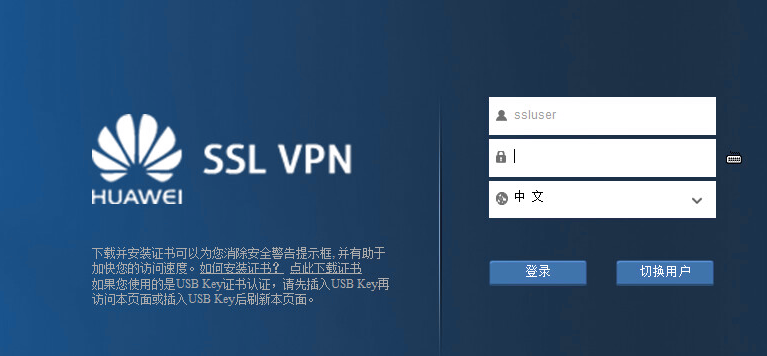 HUAWEI
SSL VPN
下载并安装证书可以为您消除安全警告提示框,并有助于
加快您的访问速度。如何安装证书？ 点此下载证书
如果您使用的是USB Key证书认证，请先插入USB Key再
访问本页面或插入USB Key后刷新本页面。
ssluser
中 文
登录
切换用户